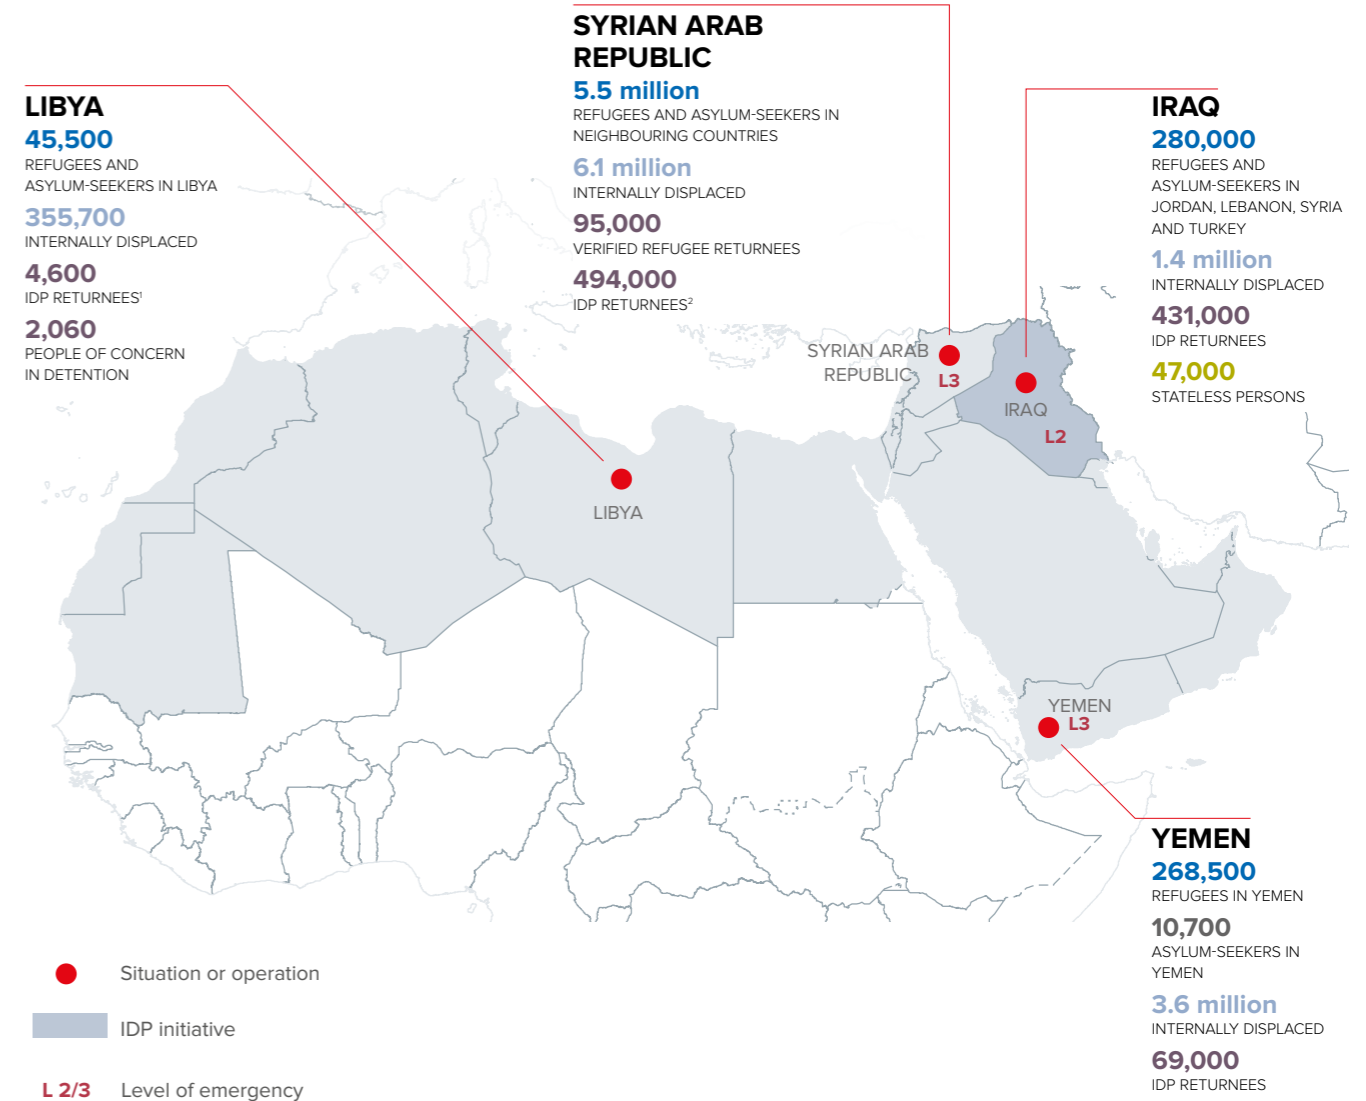 SYRIAN ARAB
REPUBLIC
5.5 million
REFUGEES AND ASYLUM-SEEKERS IN
NEIGHBOURING COUNTRIES
6.1 million
INTERNALLY DISPLACED
95,000
VERIFIED REFUGEE RETURNEES
494,000
IDP RETURNEES²
LIBYA
45,500
REFUGEES AND
ASYLUM-SEEKERS IN LIBYA
355,700
INTERNALLY DISPLACED
4,600
IDP RETURNEES¹
2,060
PEOPLE OF CONCERN
IN DETENTION
IRAQ
280,000
REFUGEES AND
ASYLUM-SEEKERS IN
JORDAN, LEBANON, SYRIA
AND TURKEY
1.4 million
INTERNALLY DISPLACED
431,000
IDP RETURNEES
47,000
STATELESS PERSONS
SYRIAN ARAB
REPUBLIC
L3
IRAQ
L2
LIBYA
YEMEN
L3
YEMEN
268,500
REFUGEES IN YEMEN
10,700
ASYLUM-SEEKERS IN
YEMEN
3.6 million
INTERNALLY DISPLACED
69,000
IDP RETURNEES
Situation or operation
IDP initiative
L 2/3 Level of emergency